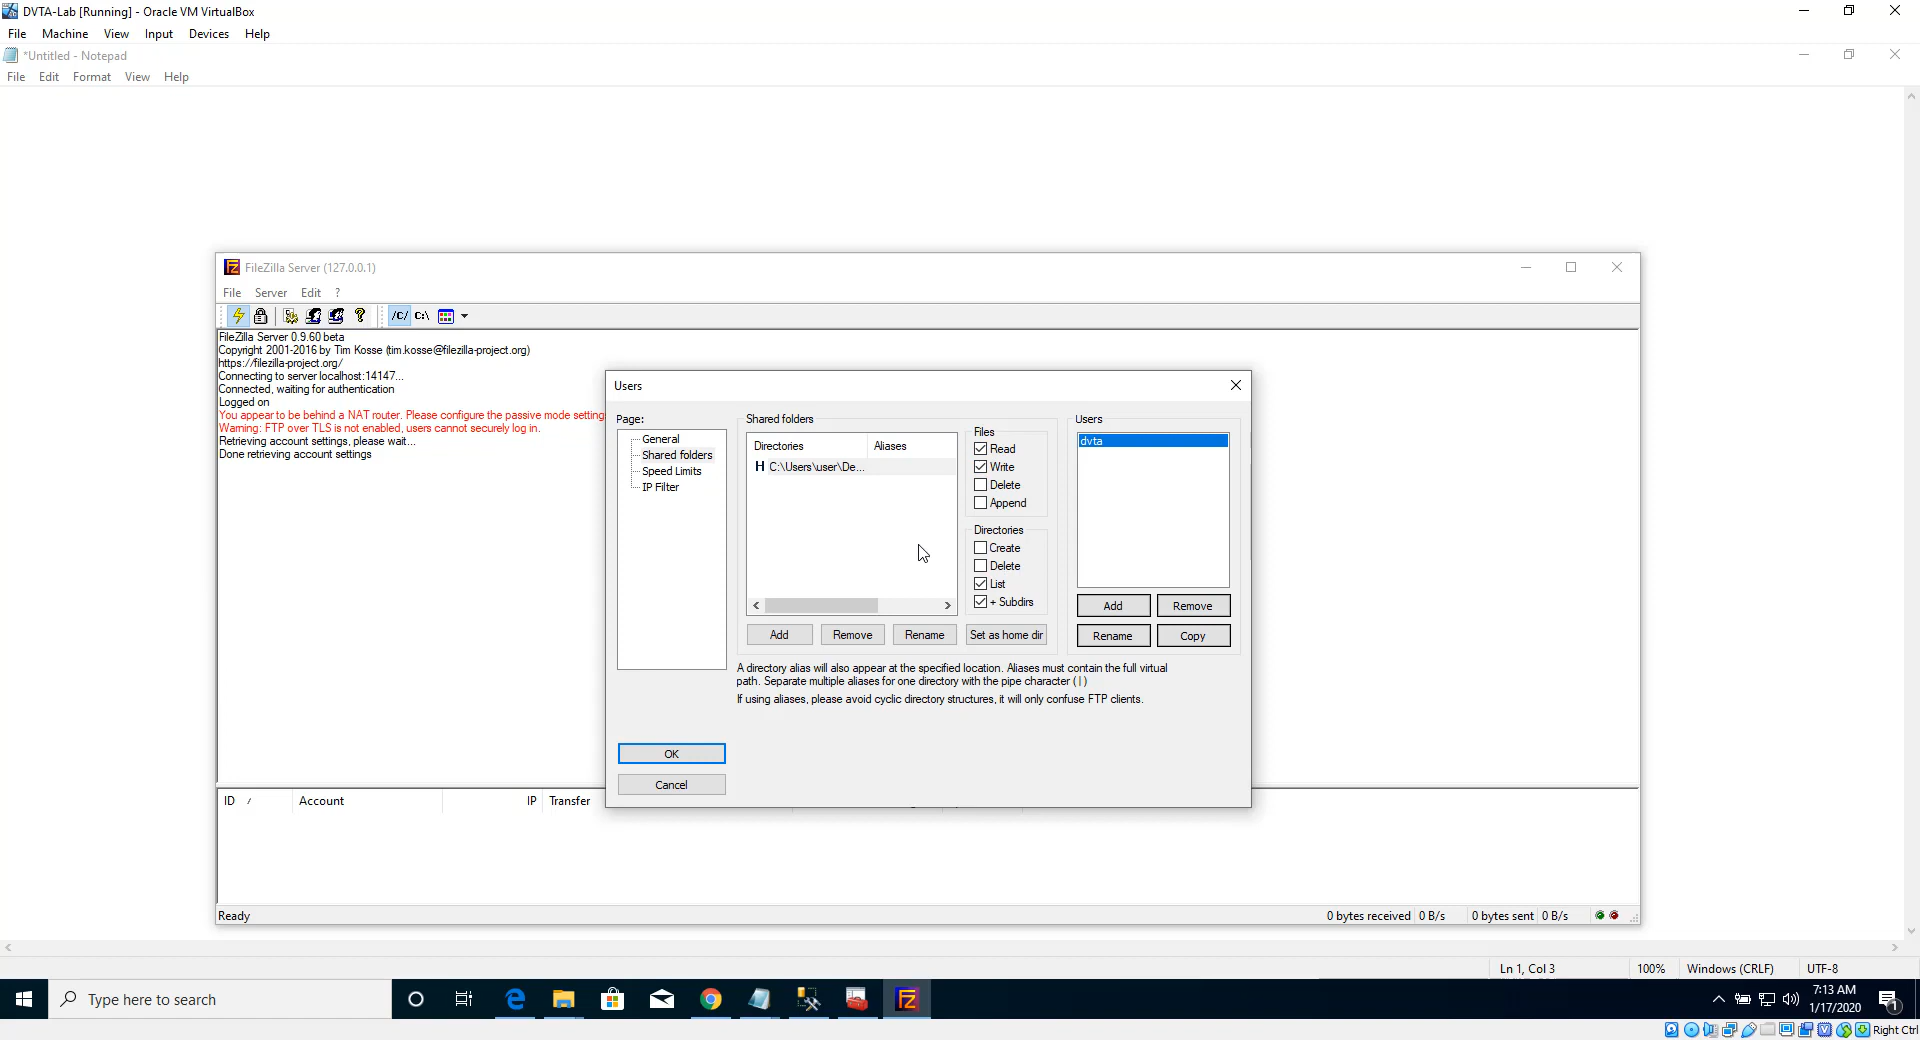 DVTA-Lab [Running] - Oracle VM VirtualBox
File Machine View Input Devices Help
*Untitled - Notepad
File Edit Format View Help
FileZilla Server (127.0.0.1)
File Server Edit ?
/C/ C:\
FileZilla Server 0.9.60 beta
Copyright 2001-2016 by Tim Kosse (tim.kosse@filezilla-project.org)
https://filezilla-project.org/
Connecting to server localhost:14147...
Connected, waiting for authentication
Logged on
You appear to be behind a NAT router. Please configure the passive mode setting
Warning: FTP over TLS is not enabled, users cannot securely log in.
Retrieving account settings, please wait...
Done retrieving account settings
Users
Page:
General
Shared folders
Speed Limits
IP Filter
Shared folders
Directories Aliases
H C:\Users\user\De...
Files
Read
Write
Delete
Append
Directories
Create
Delete
List
+ Subdirs
Add Remove Rename Set as home dir
Users
dvta
Add Remove
Rename Copy
A directory alias will also appear at the specified location. Aliases must contain the full virtual
path. Separate multiple aliases for one directory with the pipe character (|)
If using aliases, please avoid cyclic directory structures, it will only confuse FTP clients.
OK
Cancel
ID / Account IP Transfer
Ready 0 bytes received 0 B/s 0 bytes sent 0 B/s
Ln 1, Col 3 100% Windows (CRLF) UTF-8
Type here to search
7:13 AM
1/17/2020
1
Right Ctrl